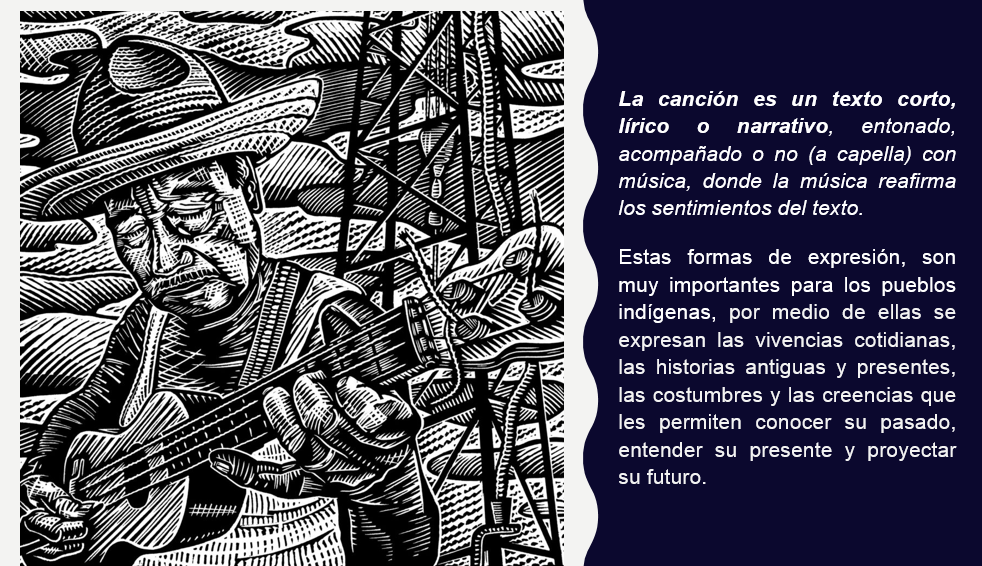 La canción es un texto corto,
lírico o narrativo, entonado,
acompañado o no (a capella) con
música, donde la música reafirma
los sentimientos del texto.
Estas formas de expresión, son
muy importantes para los pueblos
indígenas, por medio de ellas se
expresan las vivencias cotidianas,
las historias antiguas y presentes,
las costumbres y las creencias que
les permiten conocer su pasado,
entender su presente y proyectar
su futuro.